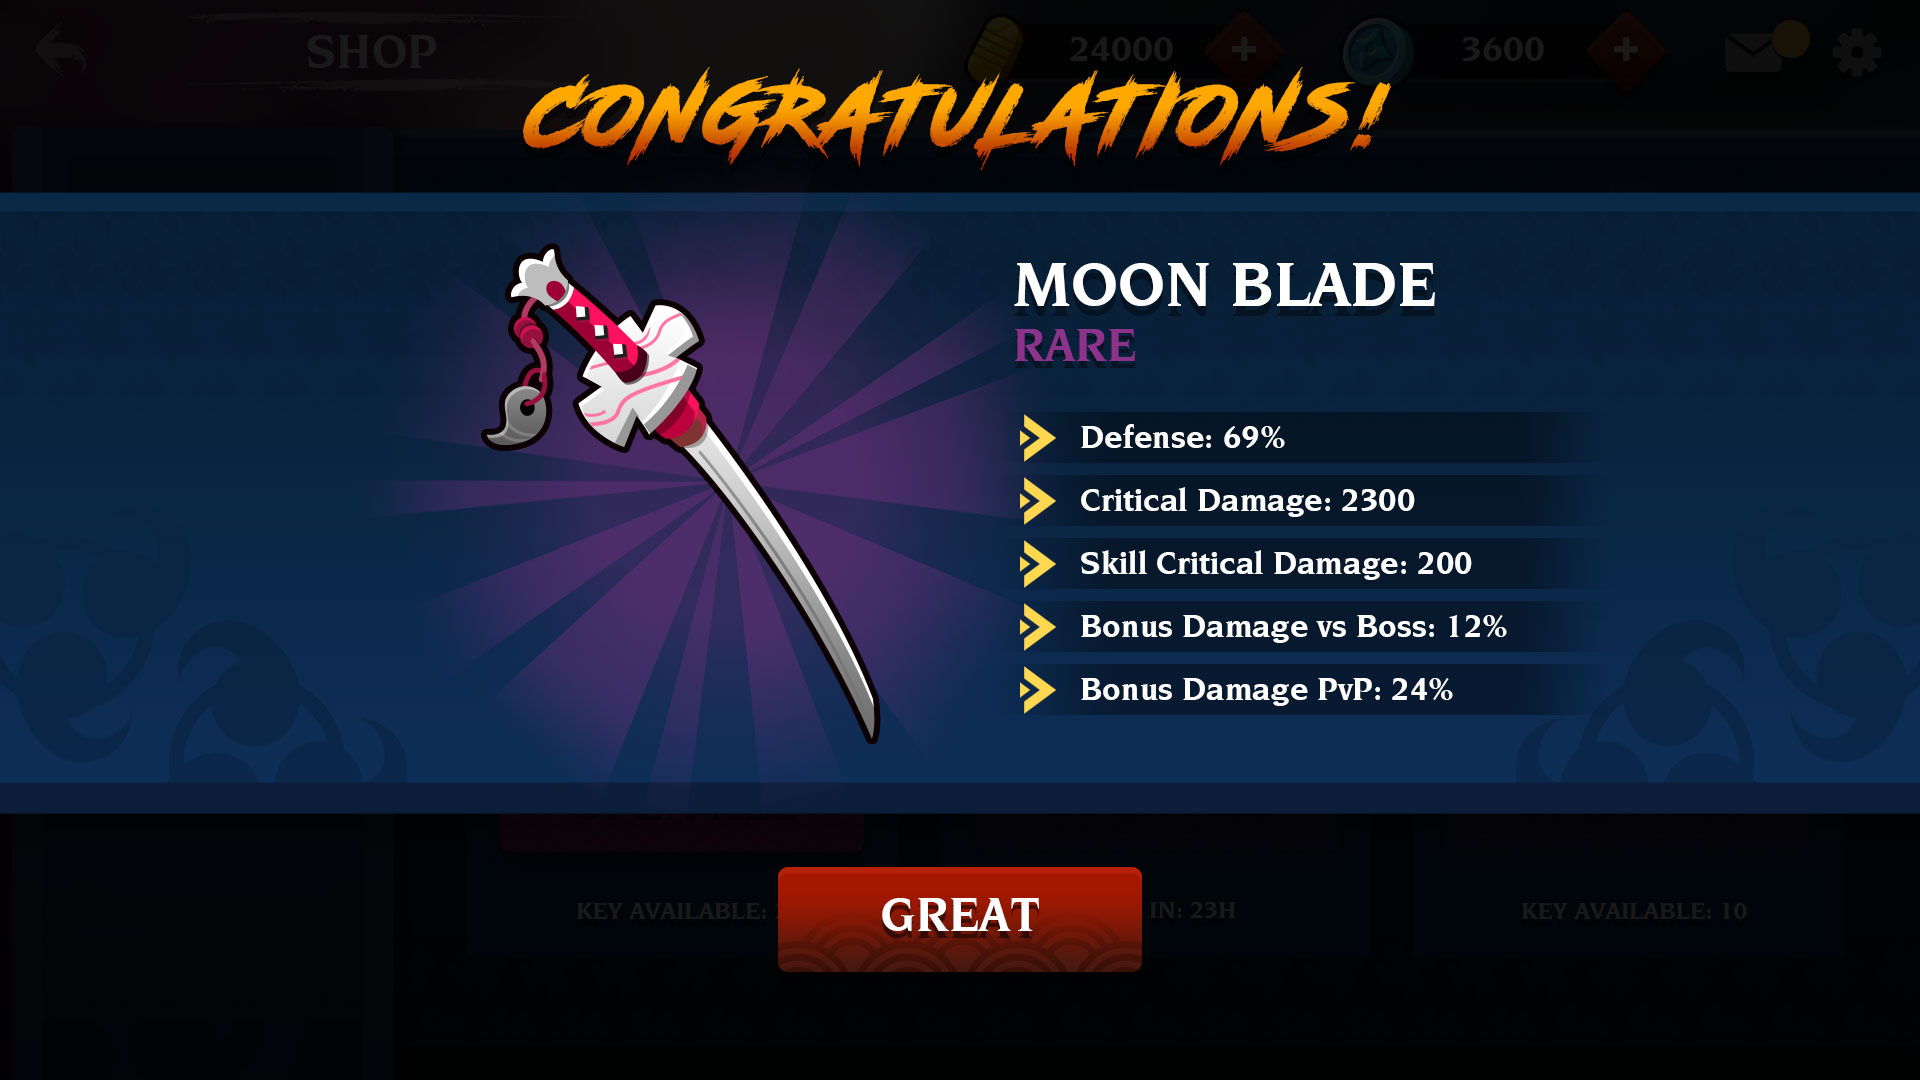 SHOP
24000
3600
CONGRATULATIONS!
MOON BLADE
RARE
Defense: 69%
Critical Damage: 2300
Skill Critical Damage: 200
Bonus Damage vs Boss: 12%
Bonus Damage PvP: 24%
KEY AVAILABLE:
IN: 23H
KEY AVAILABLE: 10
GREAT